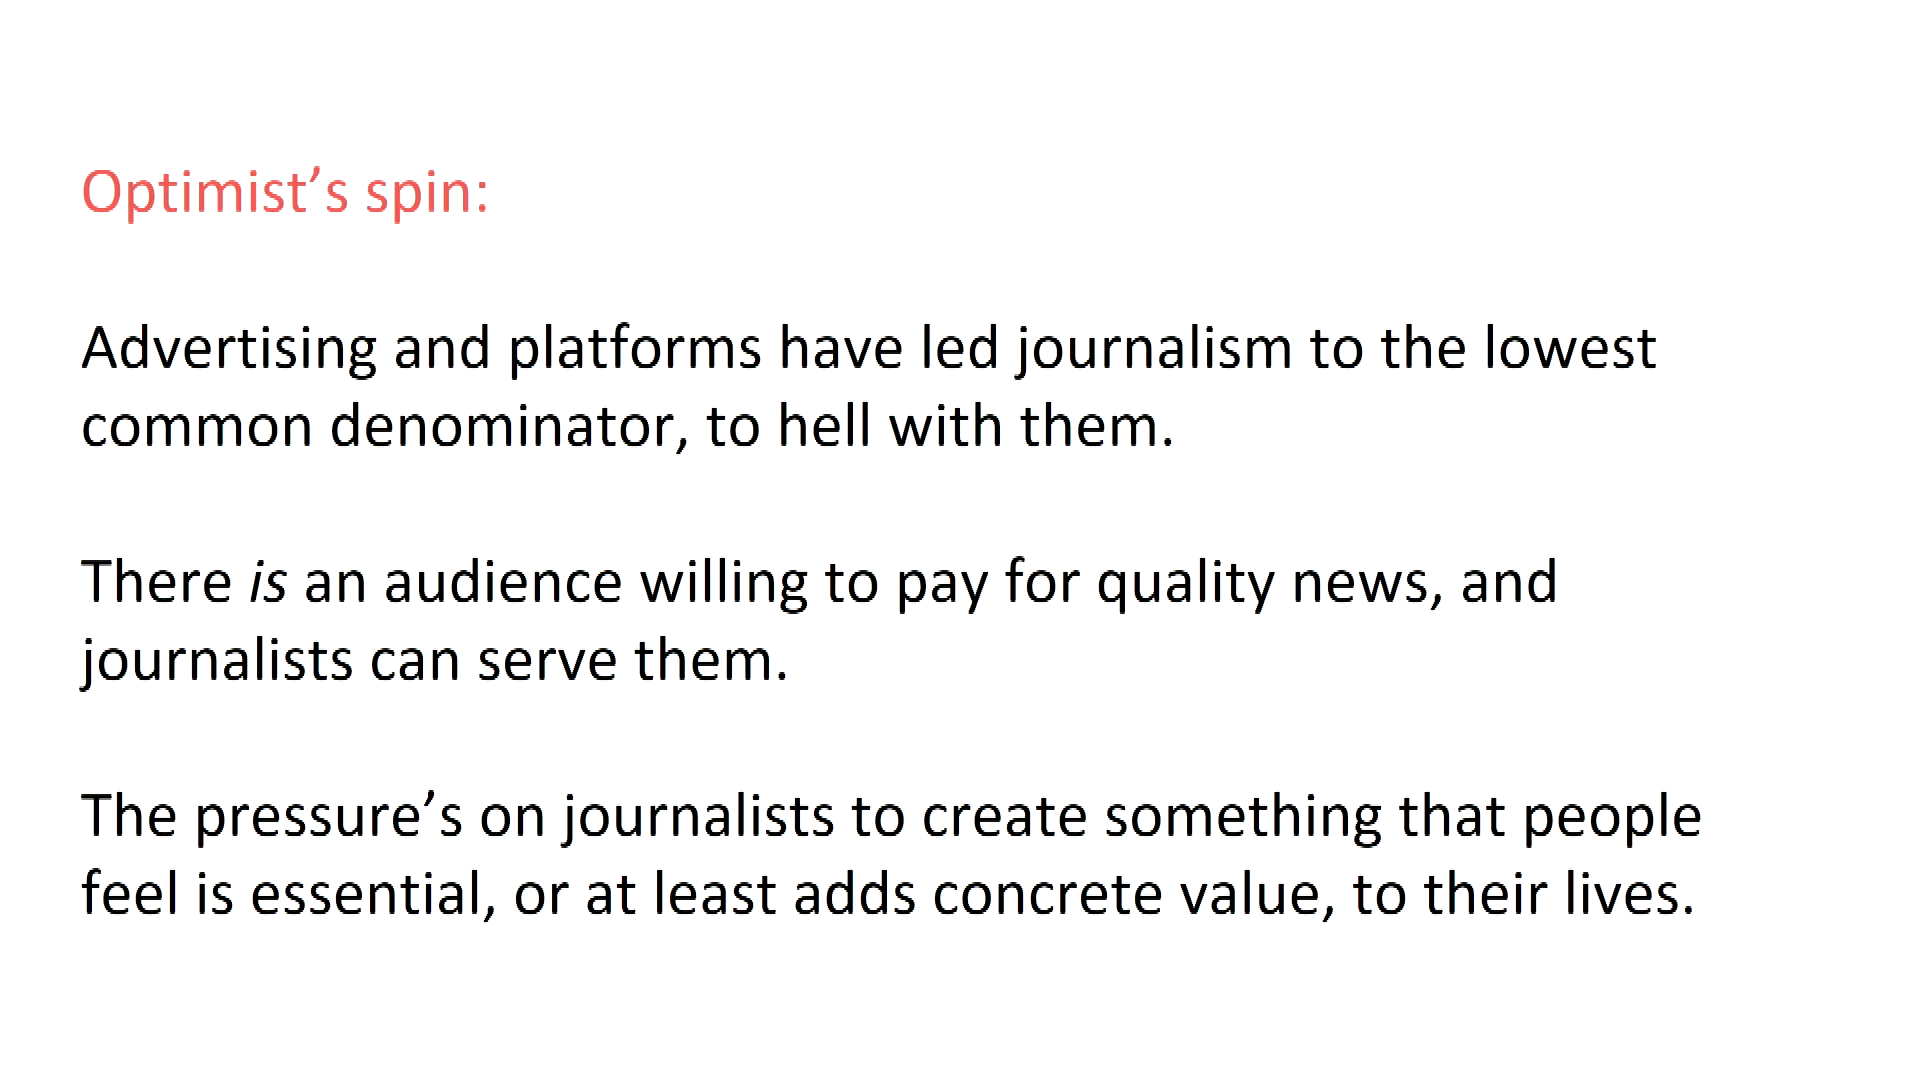 Optimist’s spin:
Advertising and platforms have led journalism to the lowest
common denominator, to hell with them.
There is an audience willing to pay for quality news, and
journalists can serve them.
The pressure’s on journalists to create something that people
feel is essential, or at least adds concrete value, to their lives.